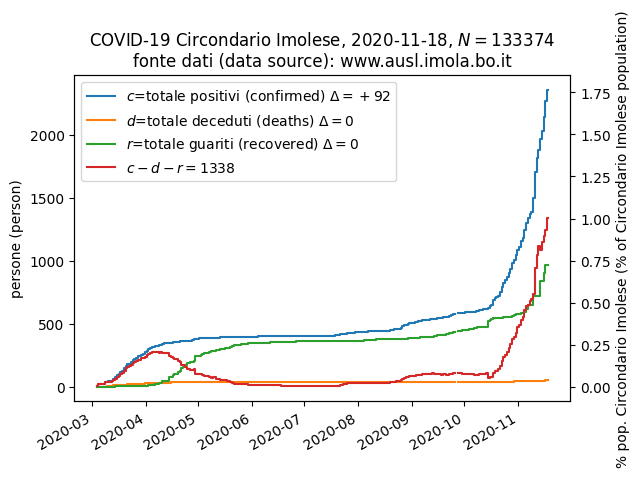 COVID-19 Circondario Imolese, 2020-11-18, N = 133374
fonte dati (data source): www.ausl.imola.bo.it
c=totale positivi (confirmed) Δ = +92
d=totale deceduti (deaths) Δ = 0
r=totale guariti (recovered) Δ = 0
c − d − r = 1338
persone (person)
2000
1500
1000
500
0
1.75
1.50
1.25
1.00
0.75
0.50
0.25
0.00
% pop. Circondario Imolese (% of Circondario Imolese population)
2020-03
2020-04
2020-05
2020-06
2020-07
2020-08
2020-09
2020-10
2020-11